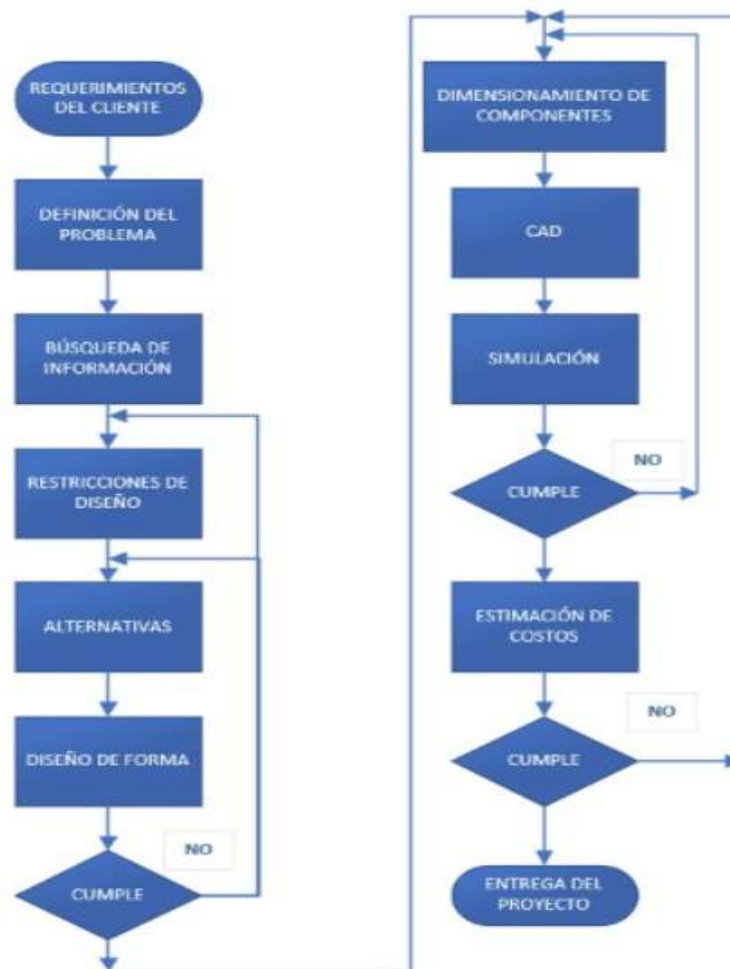 REQUERIMIENTOS
DEL CLIENTE
DEFINICIÓN DEL
PROBLEMA
BÚSQUEDA DE
INFORMACIÓN
RESTRICCIONES DE
DISEÑO
ALTERNATIVAS
DISEÑO DE FORMA
NO
CUMPLE
DIMENSIONAMIENTO DE
COMPONENTES
CAD
SIMULACIÓN
NO
CUMPLE
ESTIMACIÓN DE
COSTOS
NO
CUMPLE
ENTREGA DEL
PROYECTO